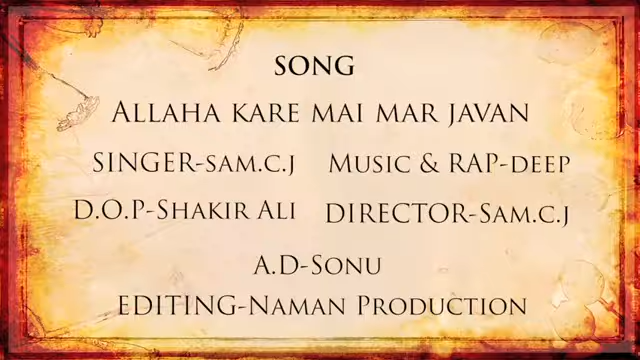 SONG
ALLAHA KARE MAI MAR JAVAN
SINGER-SAM.C.J MUSIC & RAP-DEEP
D.O.P-SHAKIR ALI DIRECTOR-SAM.C.J
A.D-SONU
EDITING-NAMAN PRODUCTION